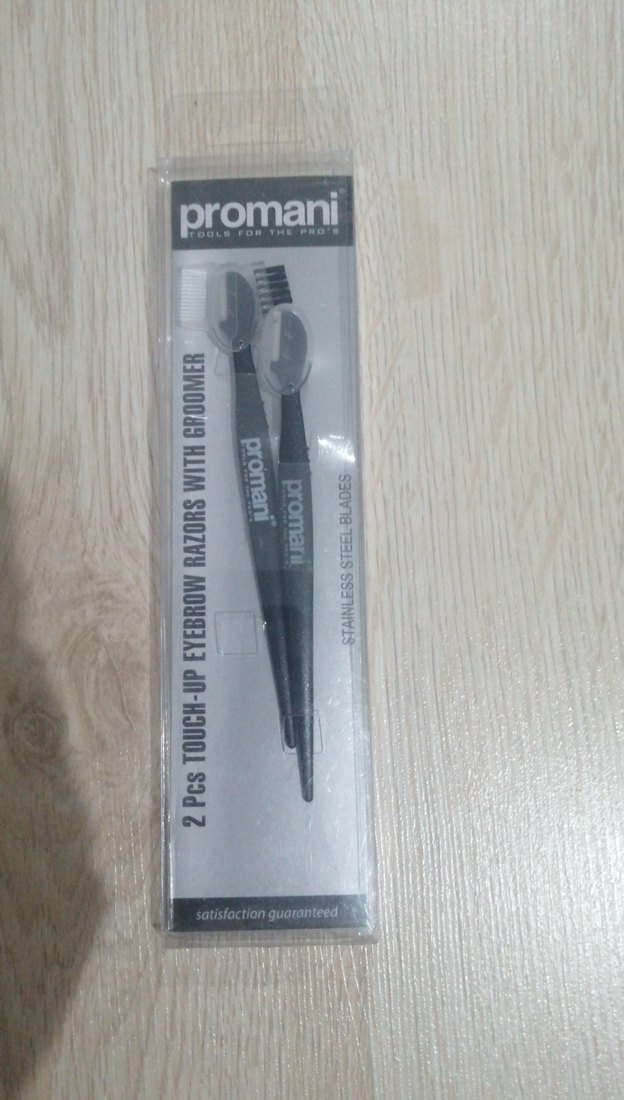 promani
TOOLS FOR THE PRO'S
2 Pcs TOUCH-UP EYEBROW RAZORS WITH GROOMER
promani
promani
STAINLESS STEEL BLADES
satisfaction guaranteed